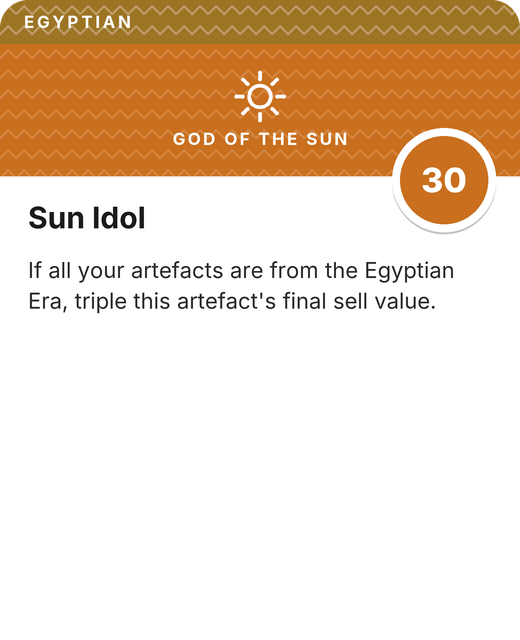 EGYPTIAN
GOD OF THE SUN
30
Sun Idol
If all your artefacts are from the Egyptian
Era, triple this artefact's final sell value.